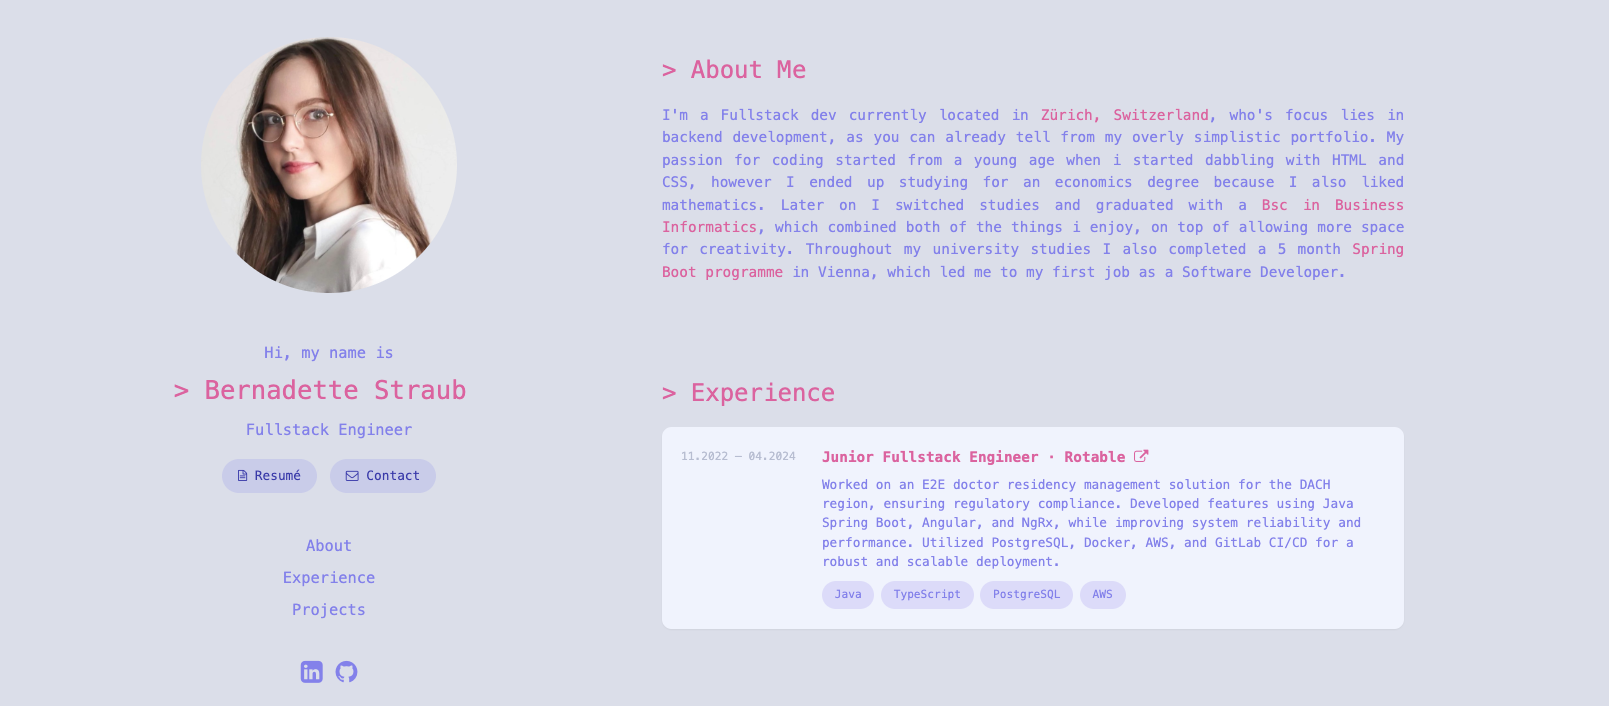 Hi, my name is
> Bernadette Straub
Fullstack Engineer
Resumé
Contact
About
Experience
Projects
in
> About Me
I'm a Fullstack dev currently located in Zürich, Switzerland, who's focus lies in
backend development, as you can already tell from my overly simplistic portfolio. My
passion for coding started from a young age when i started dabbling with HTML and
CSS, however I ended up studying for an economics degree because I also liked
mathematics. Later on I switched studies and graduated with a Bsc in Business
Informatics, which combined both of the things i enjoy, on top of allowing more space
for creativity. Throughout my university studies I also completed a 5 month Spring
Boot programme in Vienna, which led me to my first job as a Software Developer.
> Experience
11.2022 — 04.2024
Junior Fullstack Engineer · Rotable
Worked on an E2E doctor residency management solution for the DACH
region, ensuring regulatory compliance. Developed features using Java
Spring Boot, Angular, and NgRx, while improving system reliability and
performance. Utilized PostgreSQL, Docker, AWS, and GitLab CI/CD for a
robust and scalable deployment.
Java TypeScript PostgreSQL AWS